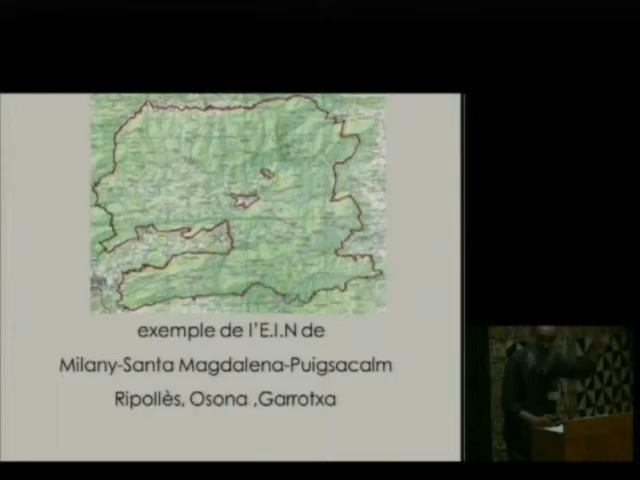 exemple de l'E.I.N de
Milany-Santa Magdalena-Puigsacalm
Ripollès, Osona ,Garrotxa